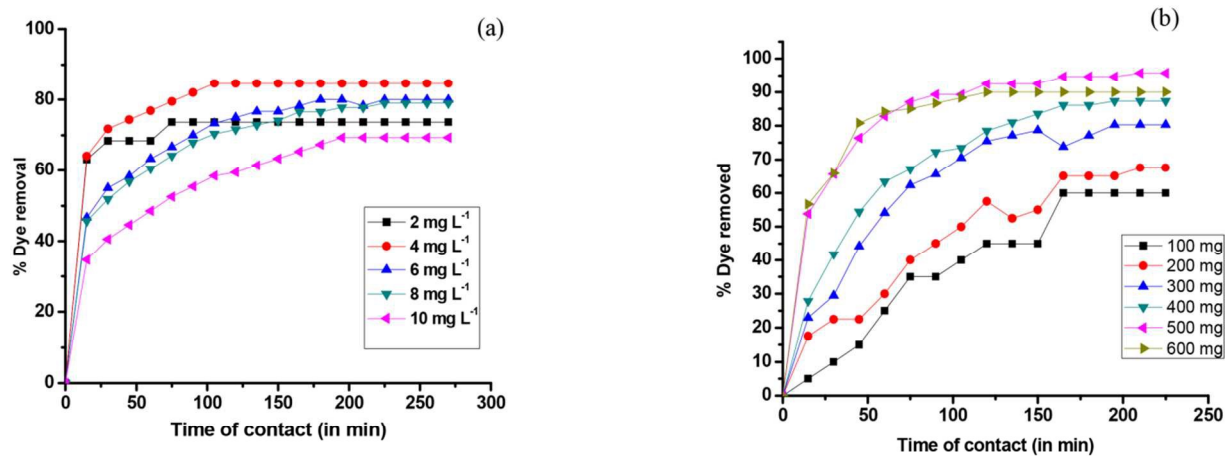 (a)
% Dye removal
100
80
60
40
20
0
2 mg L⁻¹
4 mg L⁻¹
6 mg L⁻¹
8 mg L⁻¹
10 mg L⁻¹
0 50 100 150 200 250 300
Time of contact (in min)
(b)
% Dye removed
100
90
80
70
60
50
40
30
20
10
0
100 mg
200 mg
300 mg
400 mg
500 mg
600 mg
0 50 100 150 200 250
Time of contact (in min)